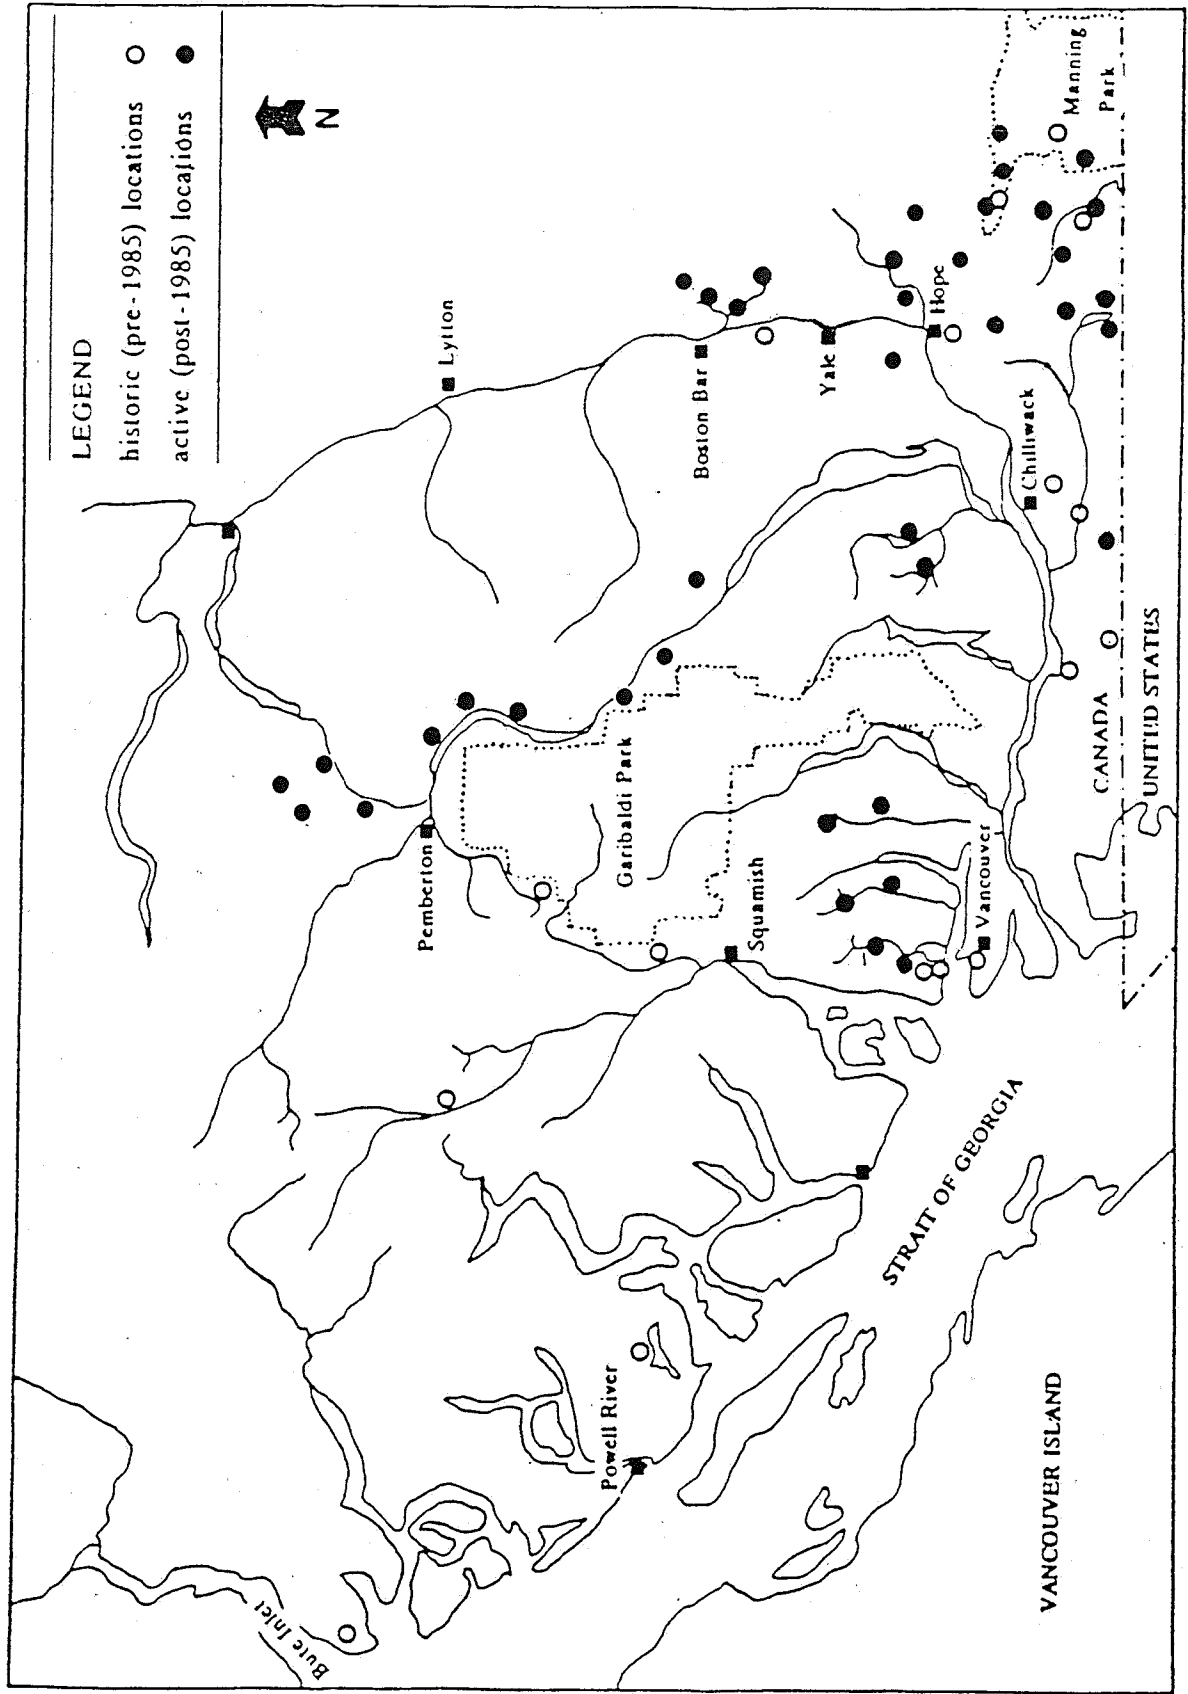 LEGEND
historic (pre-1985) locations
active (post-1985) locations
N
Lytton
Pemberton
Boston Bar
Yale
Hope
Manning
Park
Garibaldi Park
Squamish
Chilliwack
Vancouver
CANADA
UNITED STATES
Powell River
Bute Inlet
STRAIT OF GEORGIA
VANCOUVER ISLAND